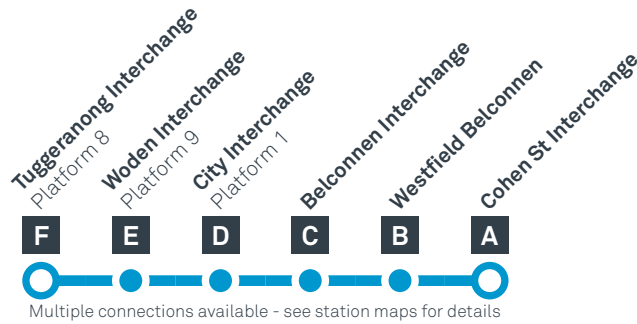 Tuggeranong Interchange
Platform 8
Woden Interchange
Platform 9
City Interchange
Platform 1
Belconnen Interchange
Westfield Belconnen
Cohen St Interchange
F E D C B A
Multiple connections available - see station maps for details